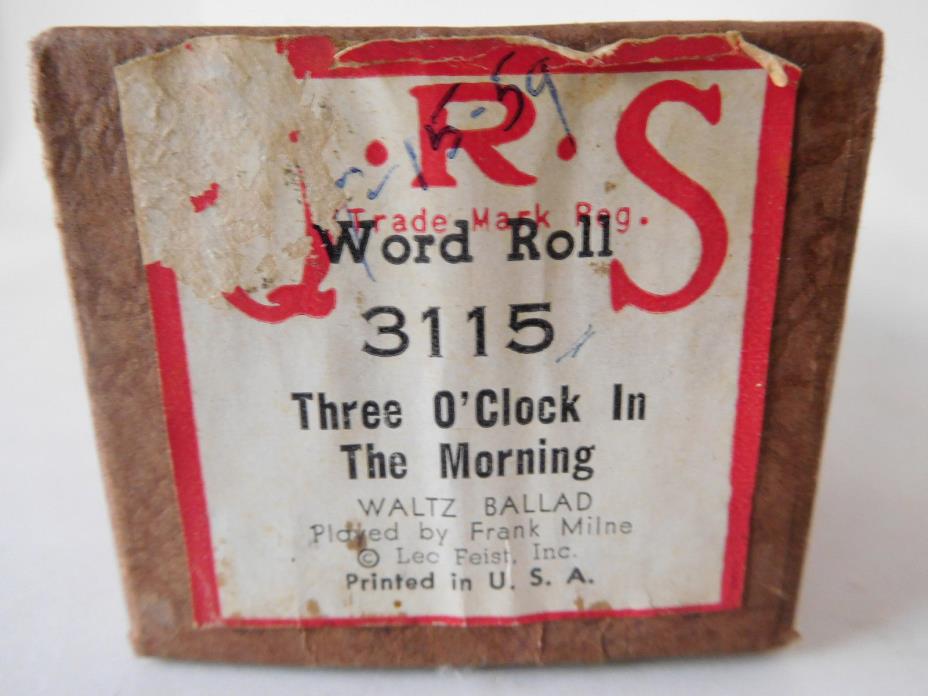 Q.R.S
Trade Mark Reg.
Word Roll
3115
Three O'Clock In
The Morning
WALTZ BALLAD
Played by Frank Milne
© Leo Feist, Inc.
Printed in U. S. A.